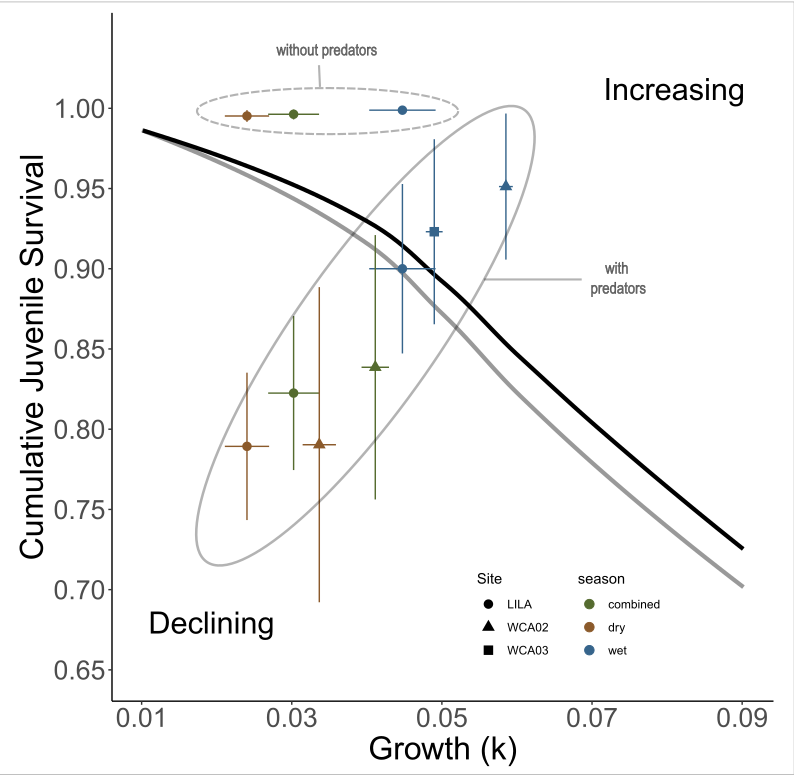 without predators
Increasing
1.00
0.95
0.90
0.85
0.80
0.75
0.70
0.65
Cumulative Juvenile Survival
with
predators
Declining
Site
LILA
WCA02
WCA03
season
combined
dry
wet
0.01
0.03
0.05
0.07
0.09
Growth (k)